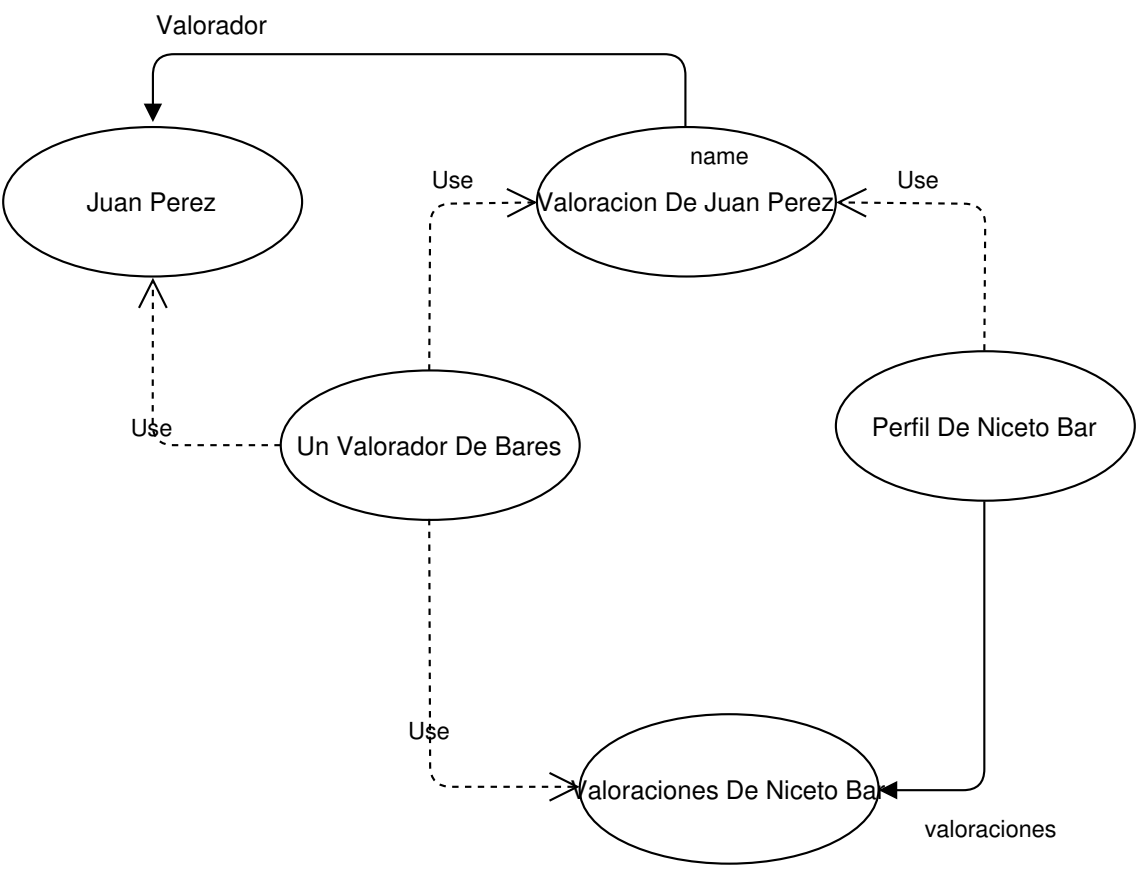 Valorador
name
Juan Perez
Use
Valoracion De Juan Perez
Use
Use
Un Valorador De Bares
Perfil De Niceto Bar
Use
Valoraciones De Niceto Bar
valoraciones